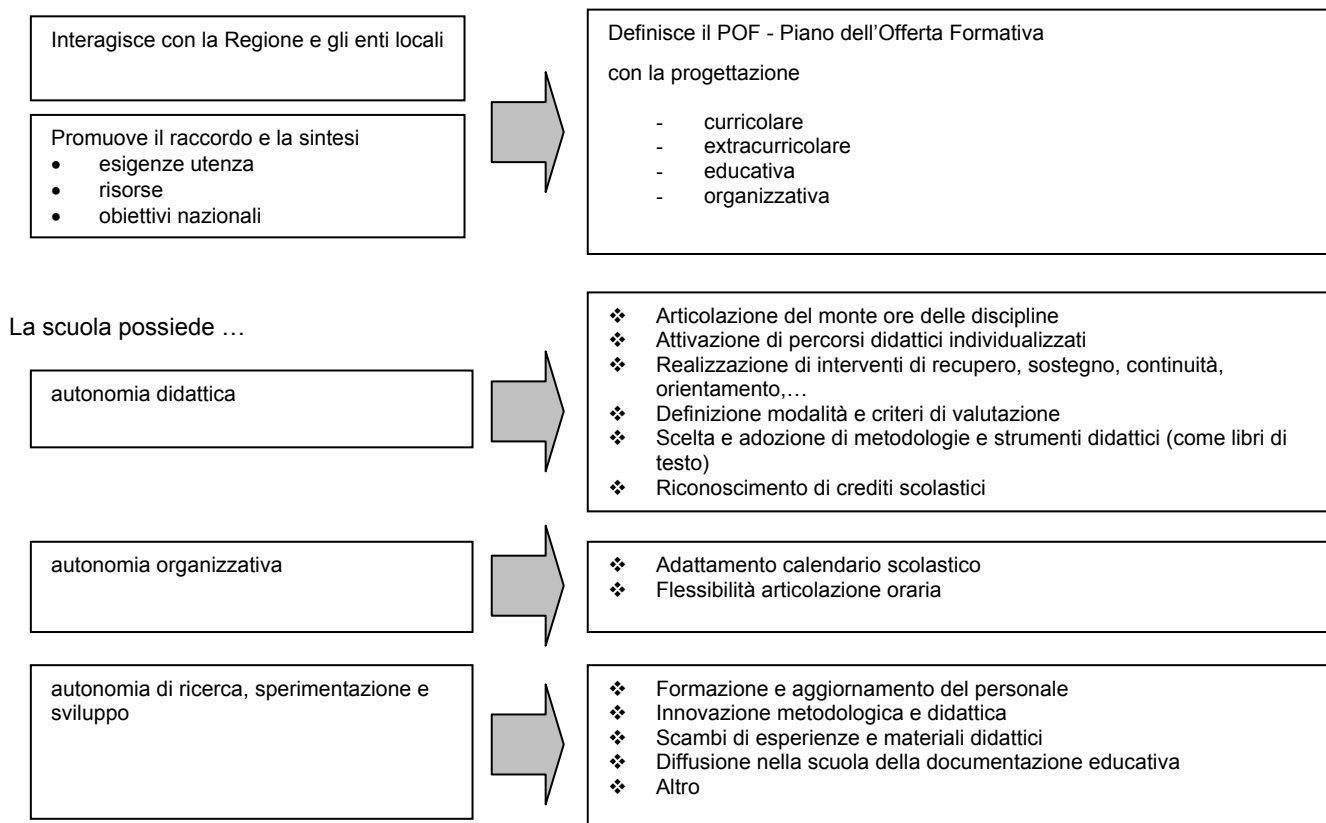 Interagisce con la Regione e gli enti locali
Promuove il raccordo e la sintesi
• esigenze utenza
• risorse
• obiettivi nazionali
Definisce il POF - Piano dell’Offerta Formativa
con la progettazione
- curricolare
- extracurricolare
- educativa
- organizzativa
La scuola possiede …
autonomia didattica
❖ Articolazione del monte ore delle discipline
❖ Attivazione di percorsi didattici individualizzati
❖ Realizzazione di interventi di recupero, sostegno, continuità,
orientamento,…
❖ Definizione modalità e criteri di valutazione
❖ Scelta e adozione di metodologie e strumenti didattici (come libri di
testo)
❖ Riconoscimento di crediti scolastici
autonomia organizzativa
❖ Adattamento calendario scolastico
❖ Flessibilità articolazione oraria
autonomia di ricerca, sperimentazione e
sviluppo
❖ Formazione e aggiornamento del personale
❖ Innovazione metodologica e didattica
❖ Scambi di esperienze e materiali didattici
❖ Diffusione nella scuola della documentazione educativa
❖ Altro